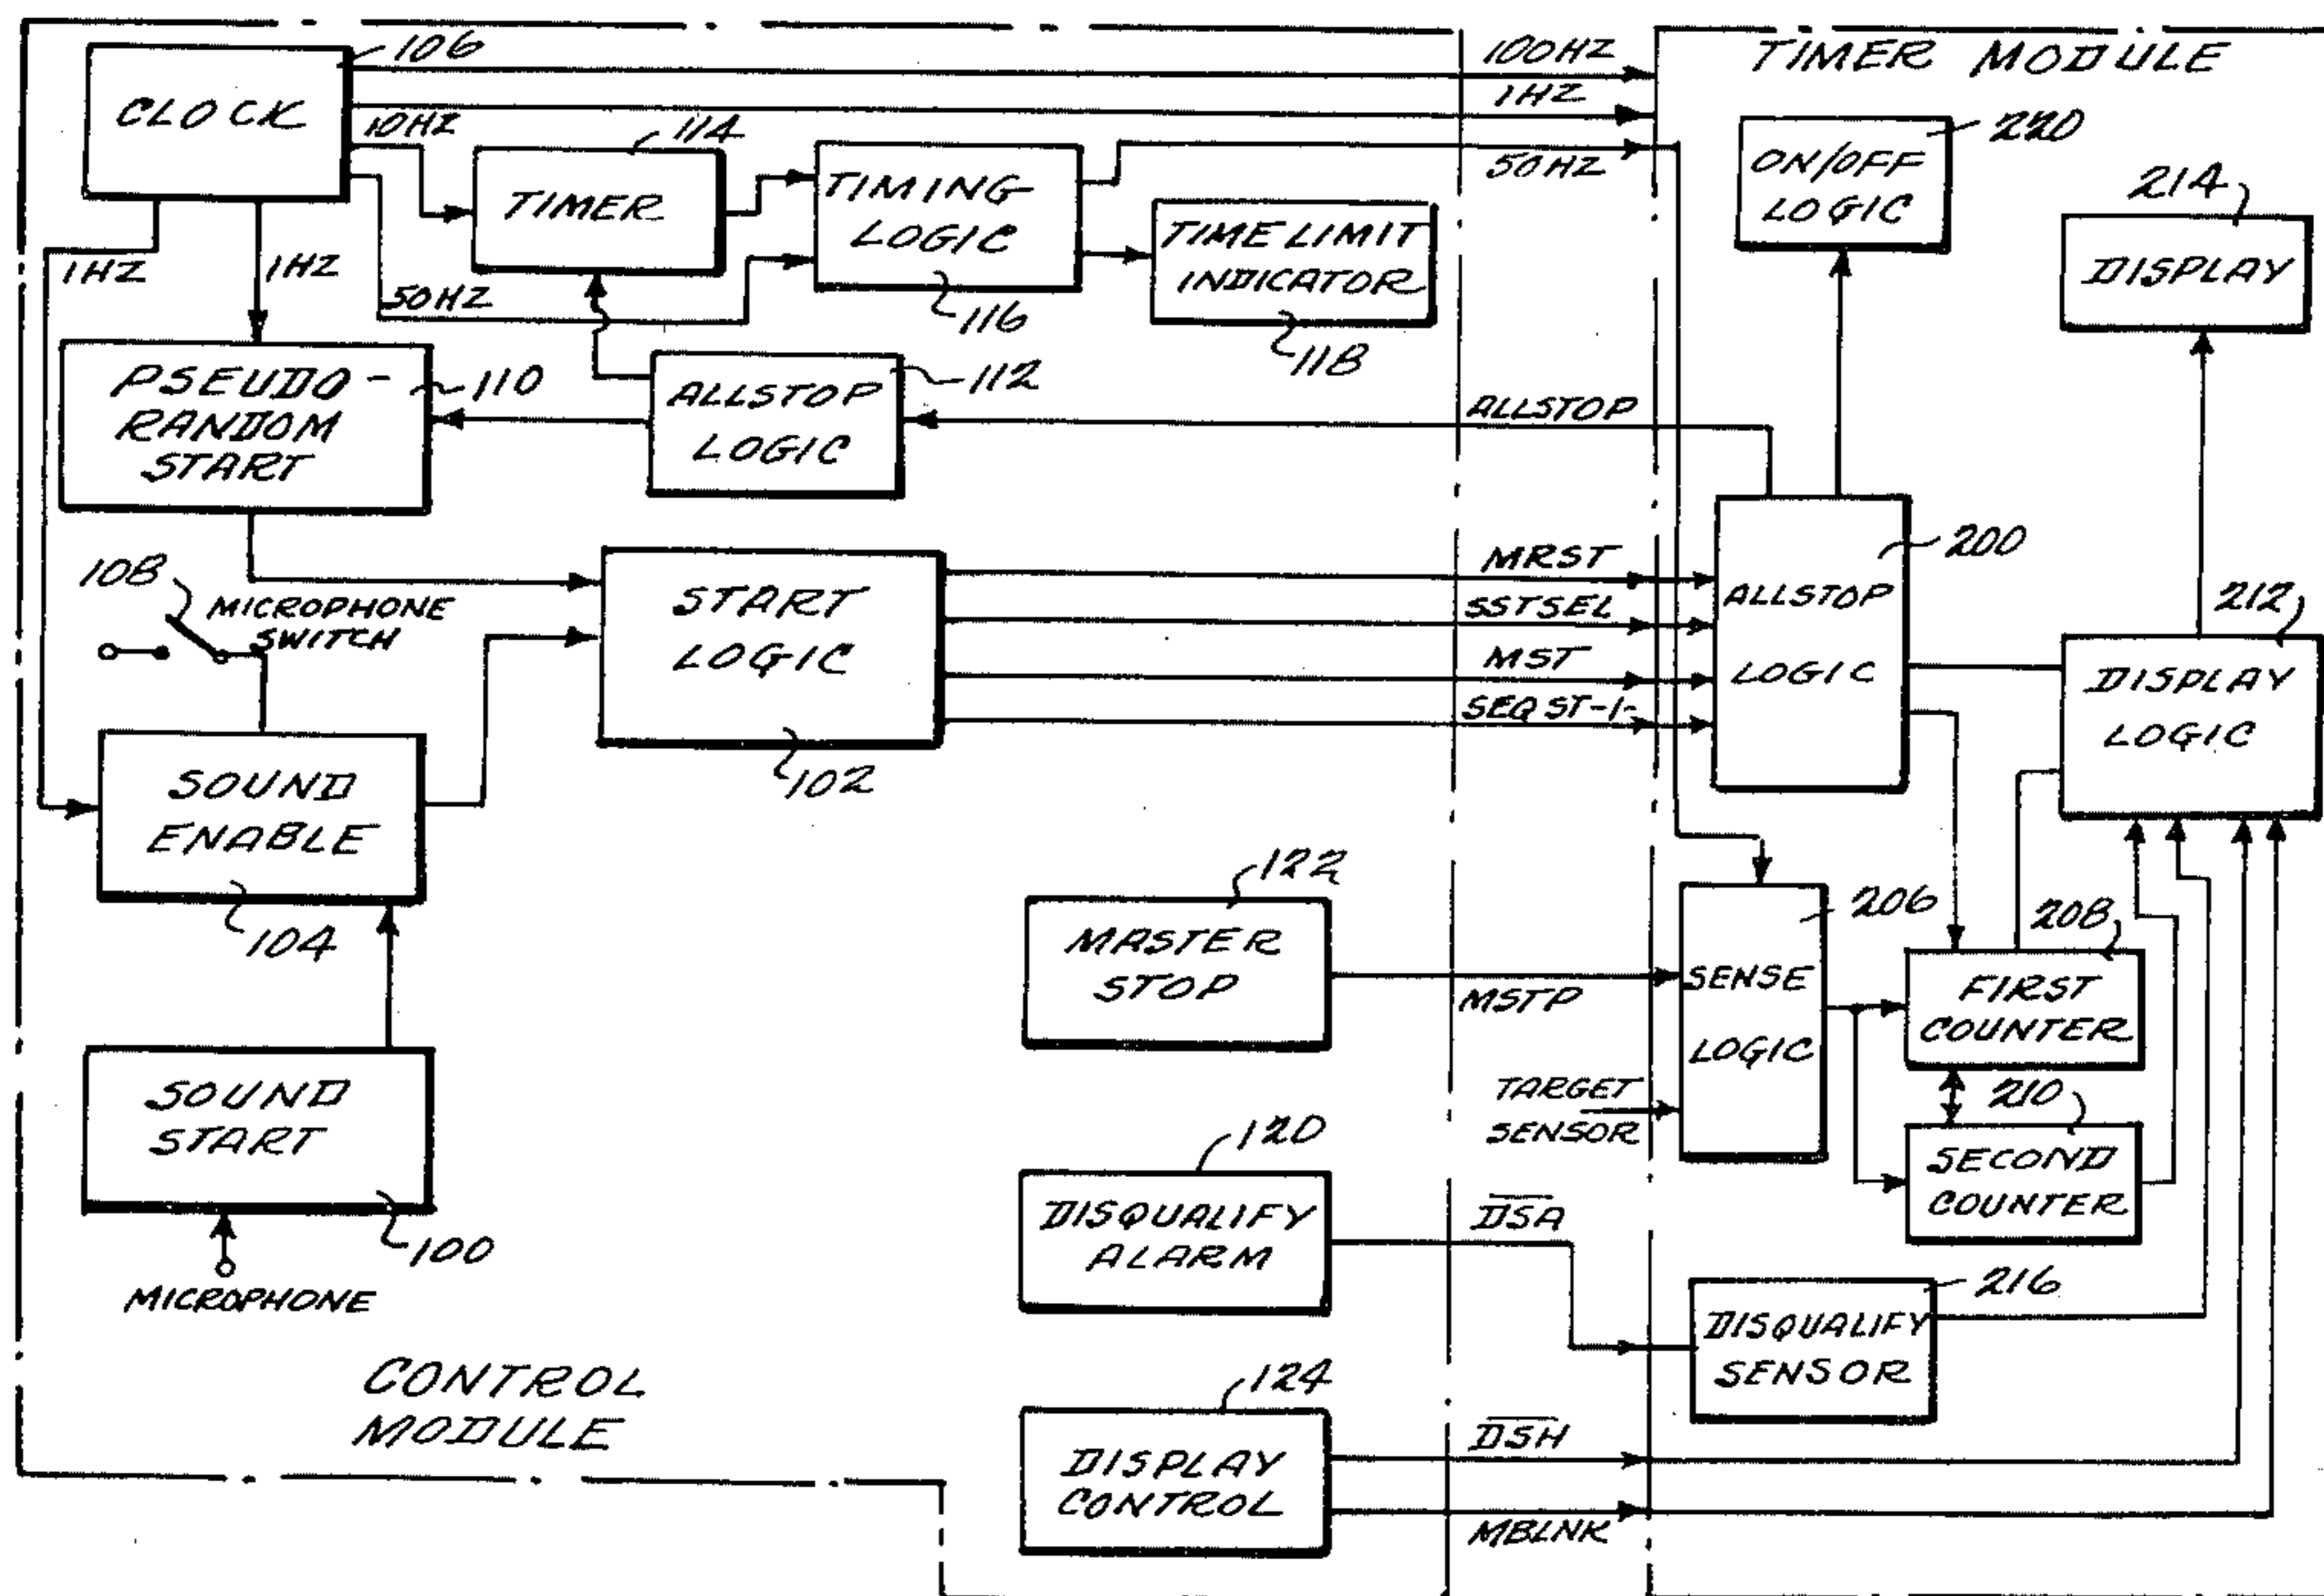 106
CLOCK
10HZ
1HZ
1HZ
50HZ
100HZ
1HZ
50HZ
TIMER MODULE
114
TIMER
TIMING
LOGIC
116
TIME LIMIT
INDICATOR
118
ON/OFF
LOGIC
220
214
DISPLAY
PSEUDO-
RANDOM
START
110
ALLSTOP
LOGIC
112
ALLSTOP
108
MICROPHONE
SWITCH
START
LOGIC
102
MRST
SSTSEL
MST
SEQST-1-
ALLSTOP
LOGIC
200
212
DISPLAY
LOGIC
SOUND
ENABLE
104
122
MASTER
STOP
MSTP
206
SENSE
LOGIC
208
FIRST
COUNTER
210
SECOND
COUNTER
TARGET
SENSOR
SOUND
START
100
MICROPHONE
120
DISQUALIFY
ALARM
DSA
216
DISQUALIFY
SENSOR
CONTROL
MODULE
124
DISPLAY
CONTROL
DSH
MBLNK